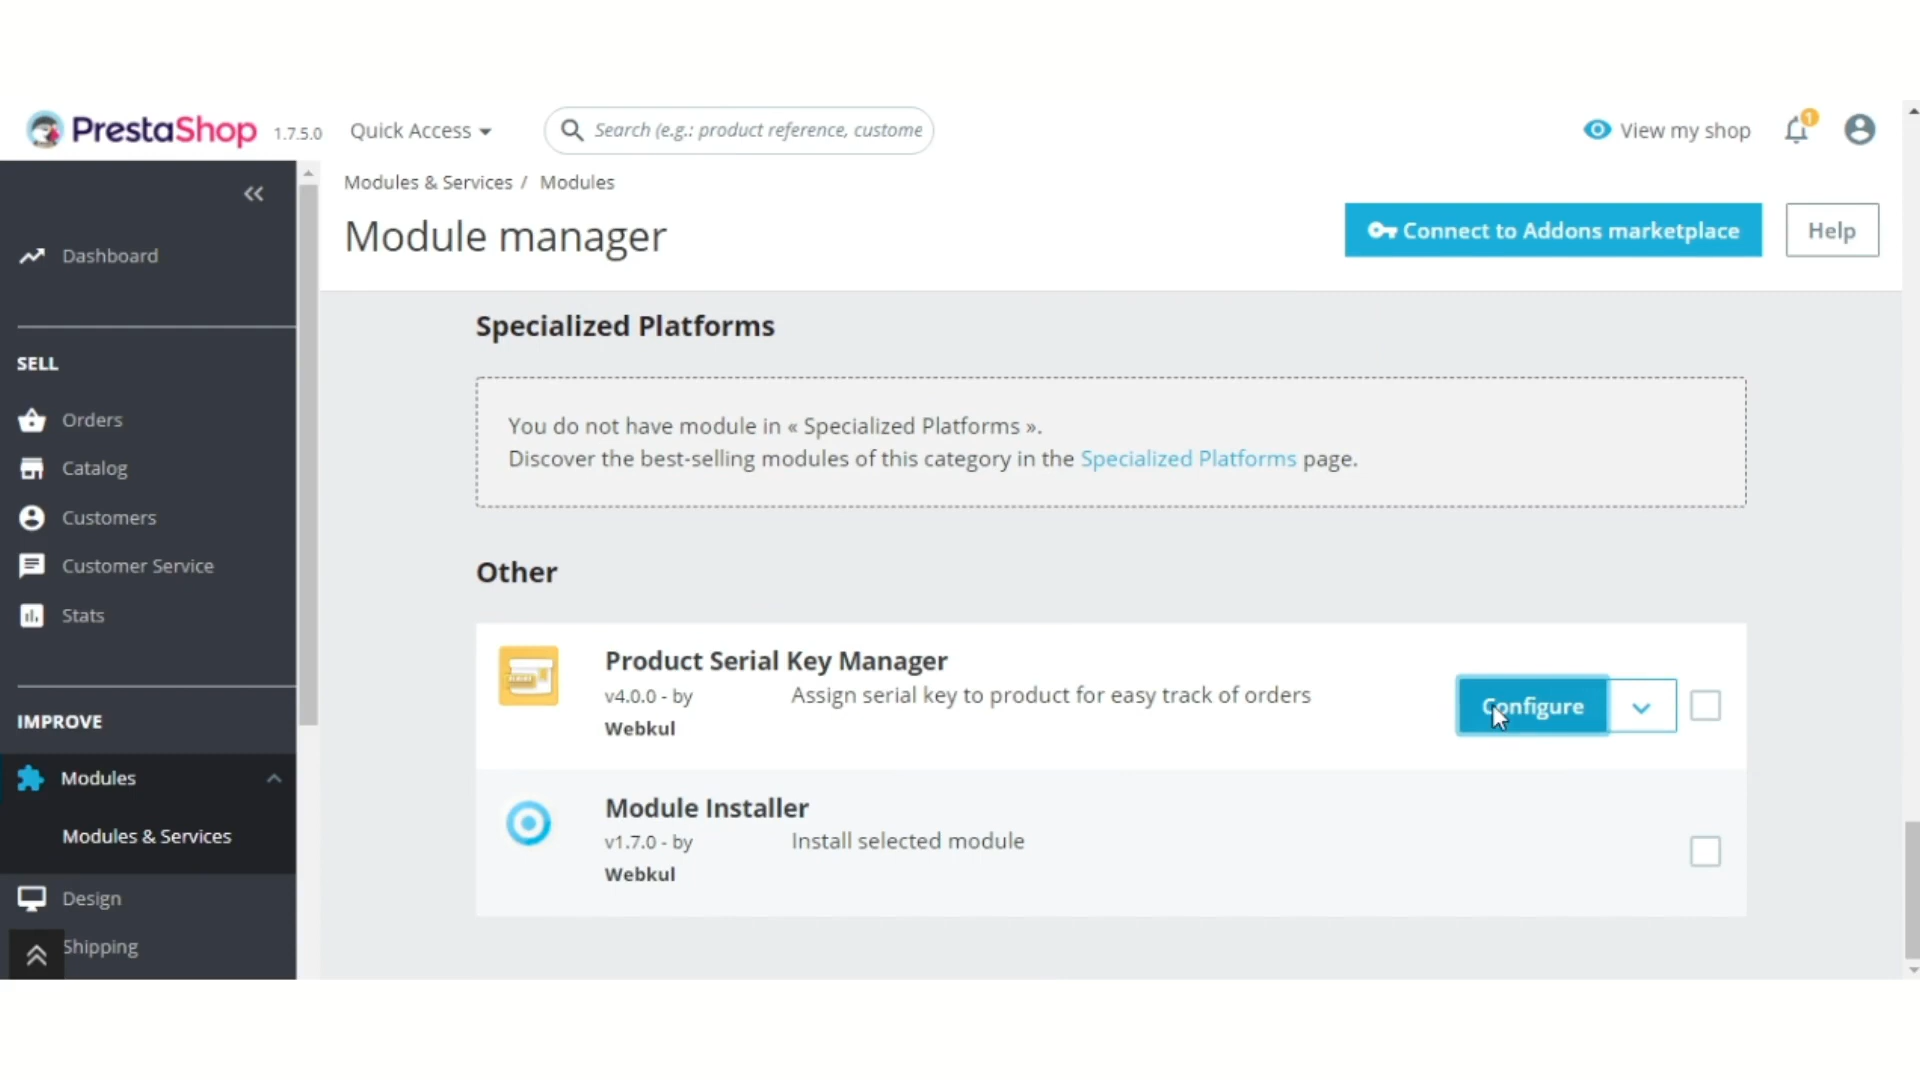 PrestaShop 1.7.5.0 Quick Access Search (e.g.: product reference, custome View my shop 1
Modules & Services / Modules
Module manager
Connect to Addons marketplace Help
Dashboard
SELL
Orders
Catalog
Customers
Customer Service
Stats
IMPROVE
Modules
Modules & Services
Design
Shipping
Specialized Platforms
You do not have module in « Specialized Platforms ».
Discover the best-selling modules of this category in the Specialized Platforms page.
Other
Product Serial Key Manager
v4.0.0 - by Assign serial key to product for easy track of orders
Webkul
Configure
Module Installer
v1.7.0 - by Install selected module
Webkul